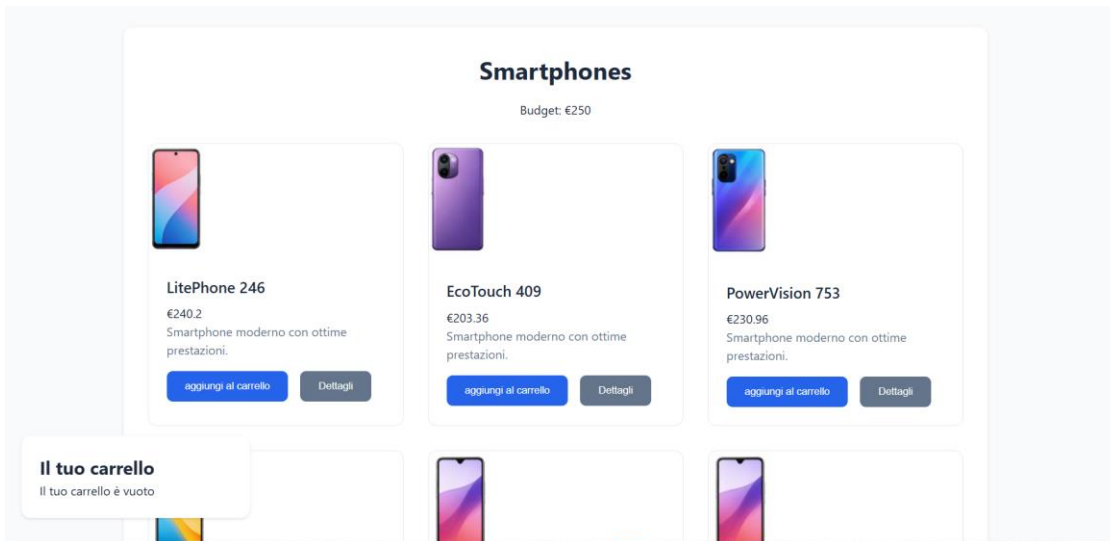 Smartphones
Budget: €250
LitePhone 246
€240.2
Smartphone moderno con ottime
prestazioni.
aggiungi al carrello
Dettagli
EcoTouch 409
€203.36
Smartphone moderno con ottime
prestazioni.
aggiungi al carrello
Dettagli
PowerVision 753
€230.96
Smartphone moderno con ottime
prestazioni.
aggiungi al carrello
Dettagli
Il tuo carrello
Il tuo carrello è vuoto